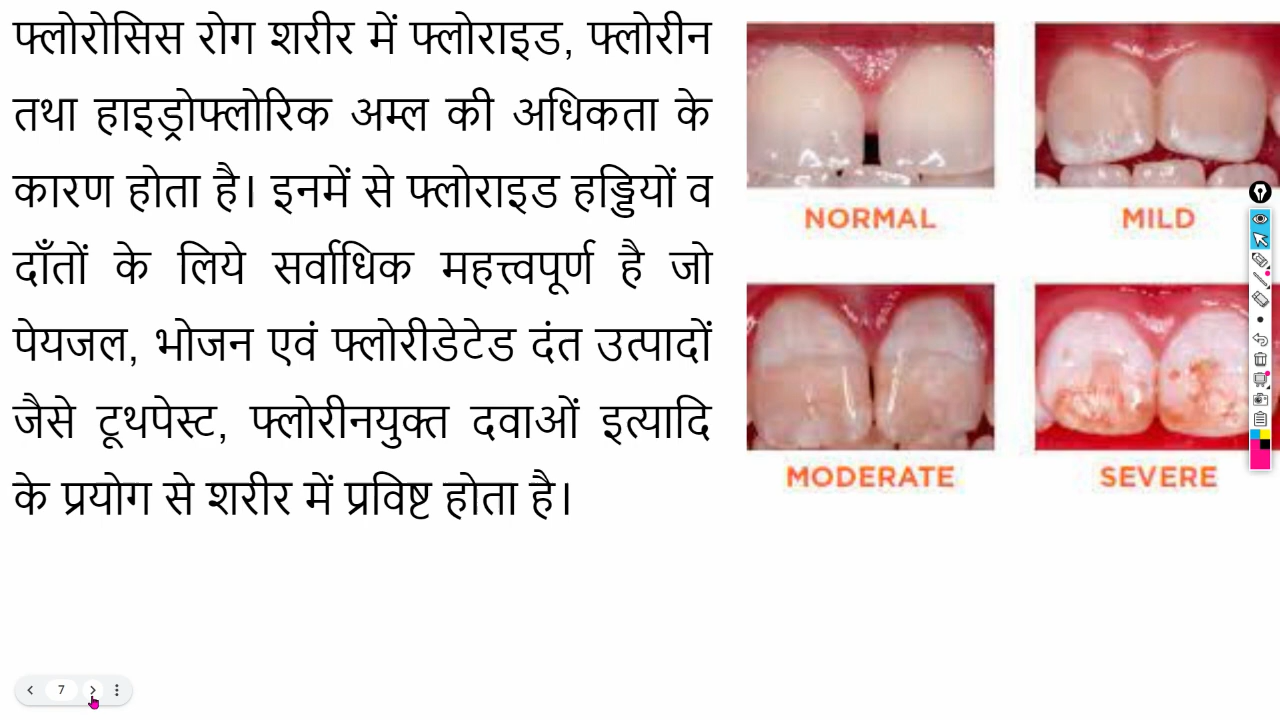 फ्लोरोसिस रोग शरीर में फ्लोराइड, फ्लोरीन
तथा हाइड्रोफ्लोरिक अम्ल की अधिकता के
कारण होता है। इनमें से फ्लोराइड हड्डियों व
दाँतों के लिये सर्वाधिक महत्त्वपूर्ण है जो
पेयजल, भोजन एवं फ्लोरीडेटेड दंत उत्पादों
जैसे टूथपेस्ट, फ्लोरीनयुक्त दवाओं इत्यादि
के प्रयोग से शरीर में प्रविष्ट होता है।
NORMAL
MILD
MODERATE
SEVERE
7